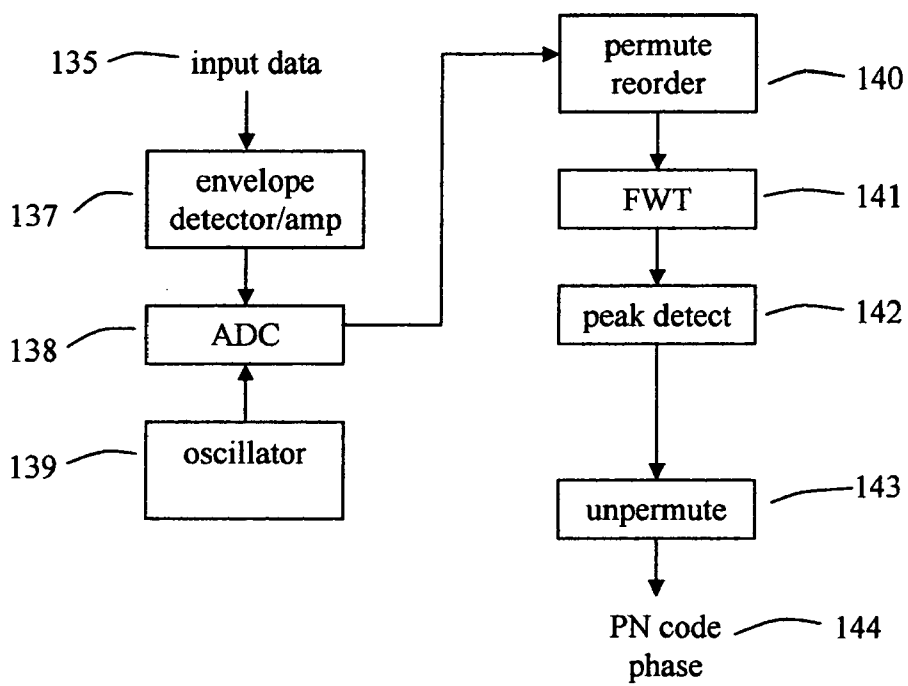 135
input data
137
envelope
detector/amp
138
ADC
139
oscillator
permute
reorder
140
FWT
141
peak detect
142
unpermute
143
PN code
phase
144